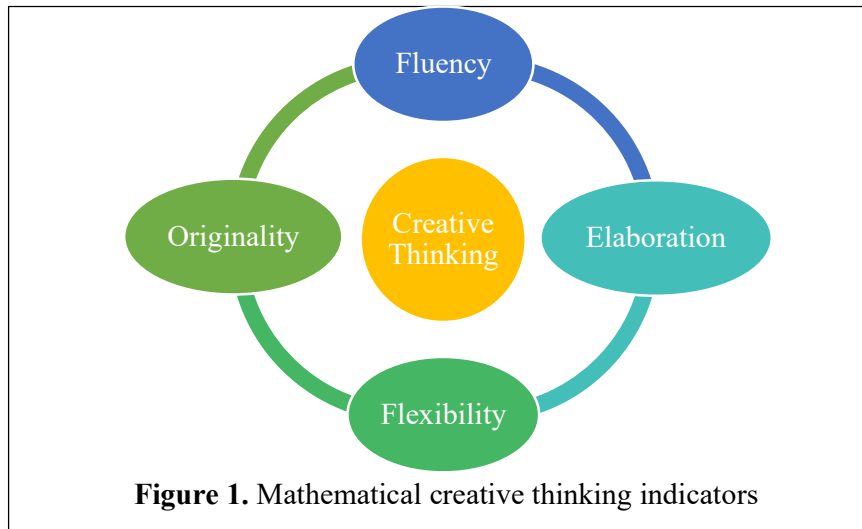 Fluency
Originality
Creative
Thinking
Elaboration
Flexibility
Figure 1. Mathematical creative thinking indicators